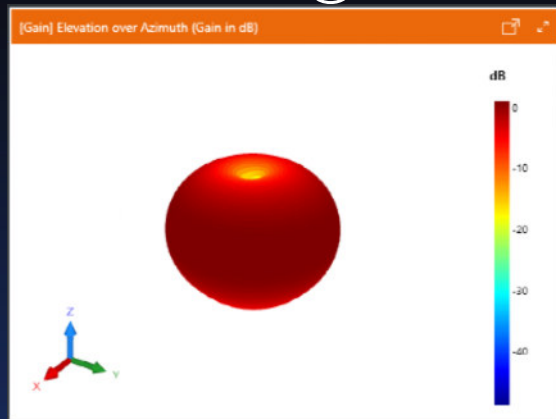 [Gain] Elevation over Azimuth (Gain in dB)
dB
0
-10
-20
-30
-40
Z
X
Y